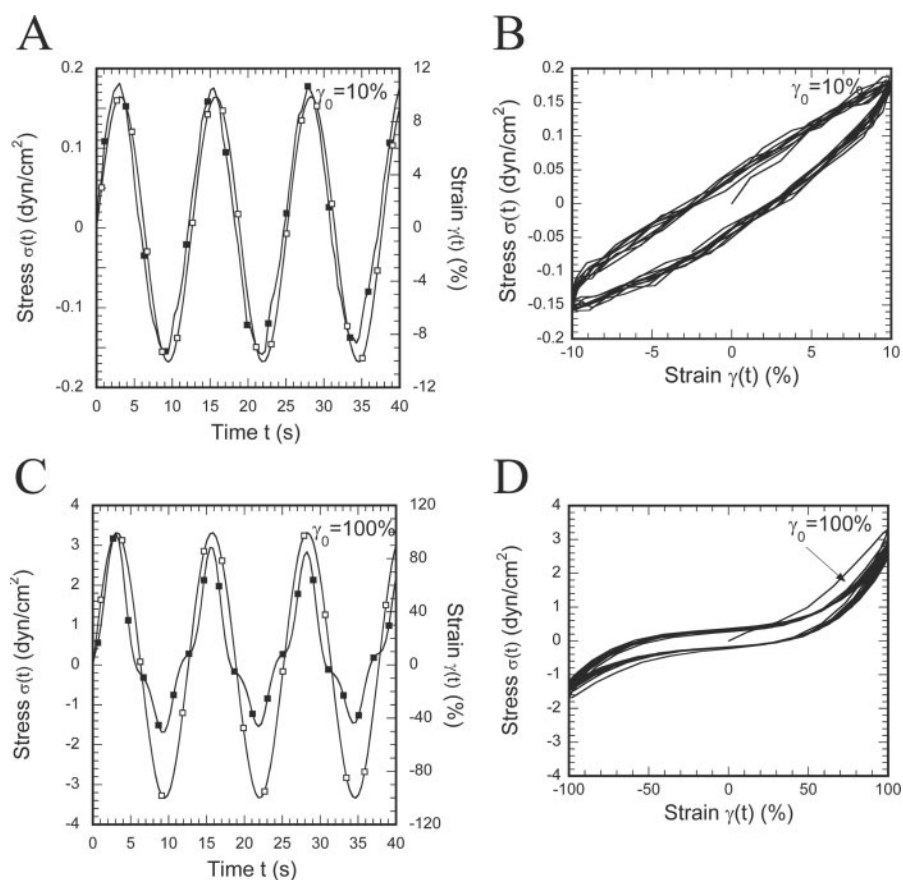 A
B
0.2
0.1
0
-0.1
-0.2
Stress σ(t) (dyn/cm²)
12
8
4
0
-4
-8
-12
Strain γ(t) (%)
γ₀=10%
0 5 10 15 20 25 30 35 40
Time t (s)
0.2
0.15
0.1
0.05
0
-0.05
-0.1
-0.15
-0.2
Stress σ(t) (dyn/cm²)
γ₀=10%
-10 -5 0 5 10
Strain γ(t) (%)
C
D
4
3
2
1
0
-1
-2
-3
-4
Stress σ(t) (dyn/cm²)
120
80
40
0
-40
-80
-120
Strain γ(t) (%)
γ₀=100%
0 5 10 15 20 25 30 35 40
Time t (s)
4
3
2
1
0
-1
-2
-3
-4
Stress σ(t) (dyn/cm²)
γ₀=100%
-100 -50 0 50 100
Strain γ(t) (%)